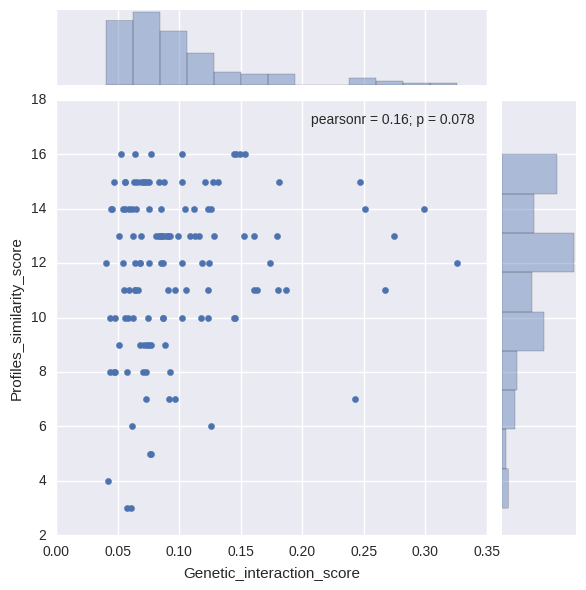 pearsonr = 0.16; p = 0.078
18
16
14
12
10
8
6
4
2
Profiles_similarity_score
0.00 0.05 0.10 0.15 0.20 0.25 0.30 0.35
Genetic_interaction_score